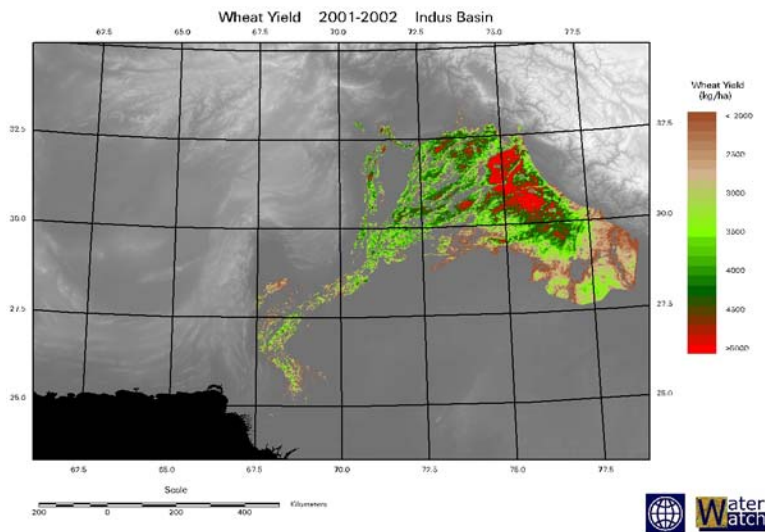 Wheat Yield 2001-2002 Indus Basin
62.5 65.0 67.5 70.0 72.5 75.0 77.5
32.5 32.5
30.0 30.0
27.5 27.5
25.0 25.0
67.5 65.0 67.5 70.0 77.5 75.0 77.5
Wheat Yield
(kg/ha)
< 2000
2500
3000
3500
4000
4500
>5000
Scale
200 0 200 400 Kilometers
Water
Watch